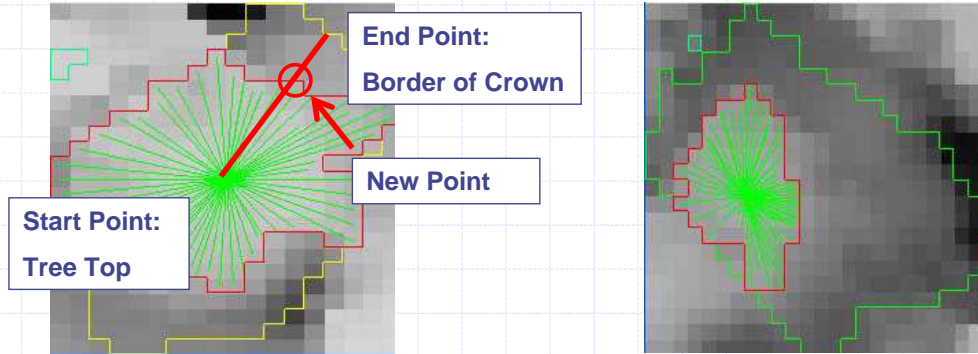 End Point:
Border of Crown
New Point
Start Point:
Tree Top